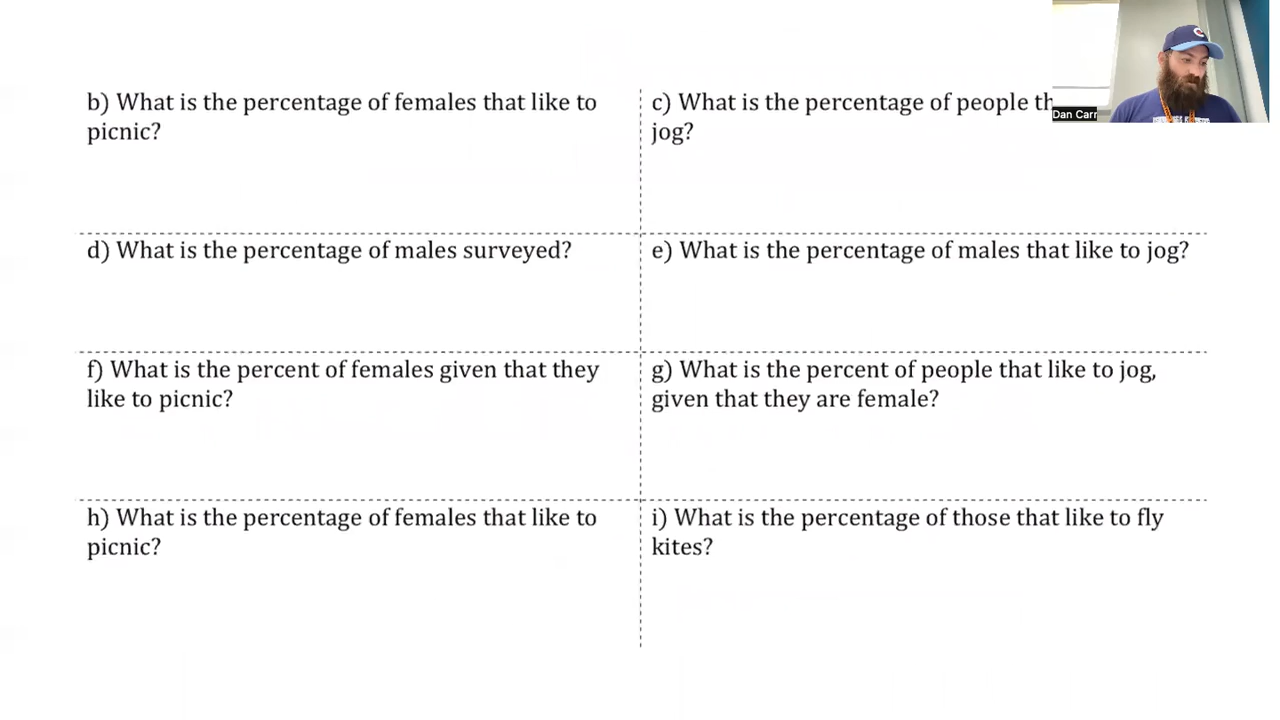 b) What is the percentage of females that like to
picnic?
c) What is the percentage of people
jog?
Dan Carr
d) What is the percentage of males surveyed?
e) What is the percentage of males that like to jog?
f) What is the percent of females given that they
like to picnic?
g) What is the percent of people that like to jog,
given that they are female?
h) What is the percentage of females that like to
picnic?
i) What is the percentage of those that like to fly
kites?